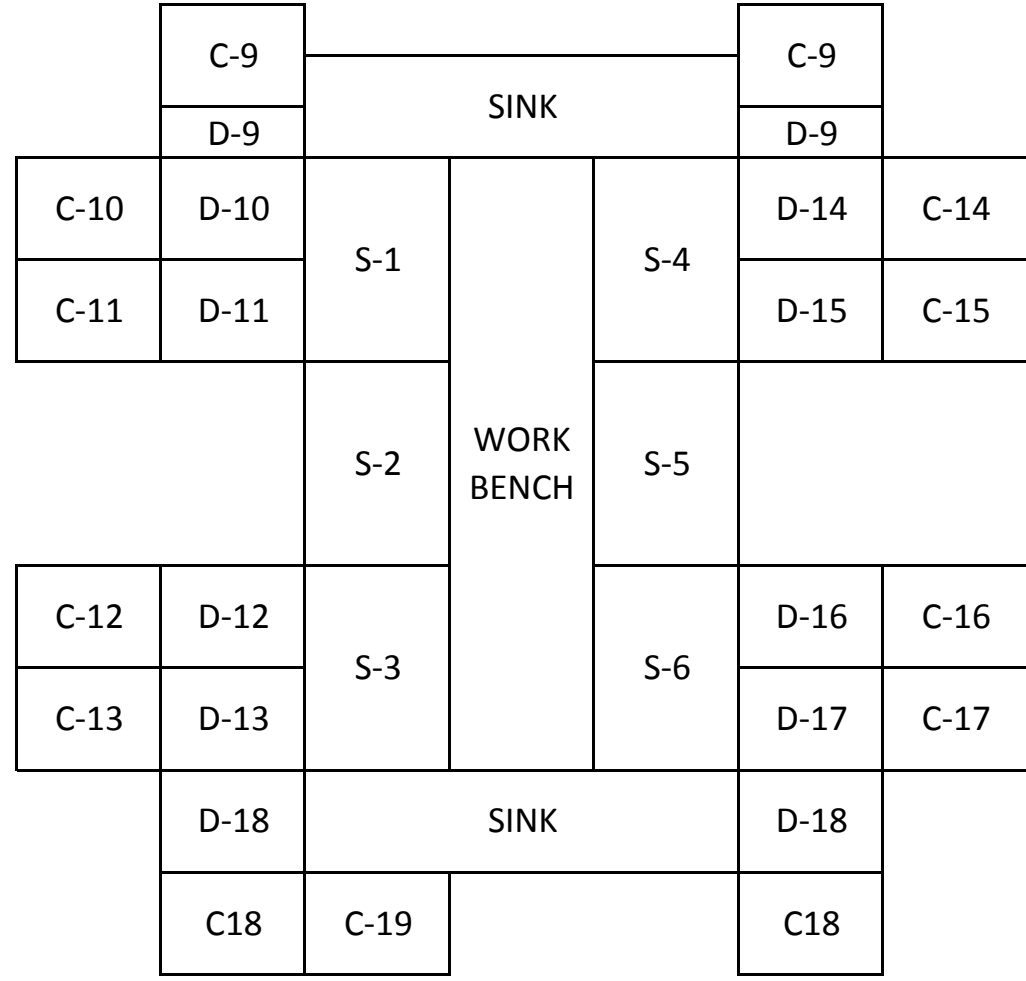 C-9
C-9
SINK
D-9
D-9
C-10
D-10
D-14
C-14
S-1
S-4
C-11
D-11
D-15
C-15
WORK
BENCH
S-2
S-5
C-12
D-12
D-16
C-16
S-3
S-6
C-13
D-13
D-17
C-17
D-18
SINK
D-18
C18
C-19
C18